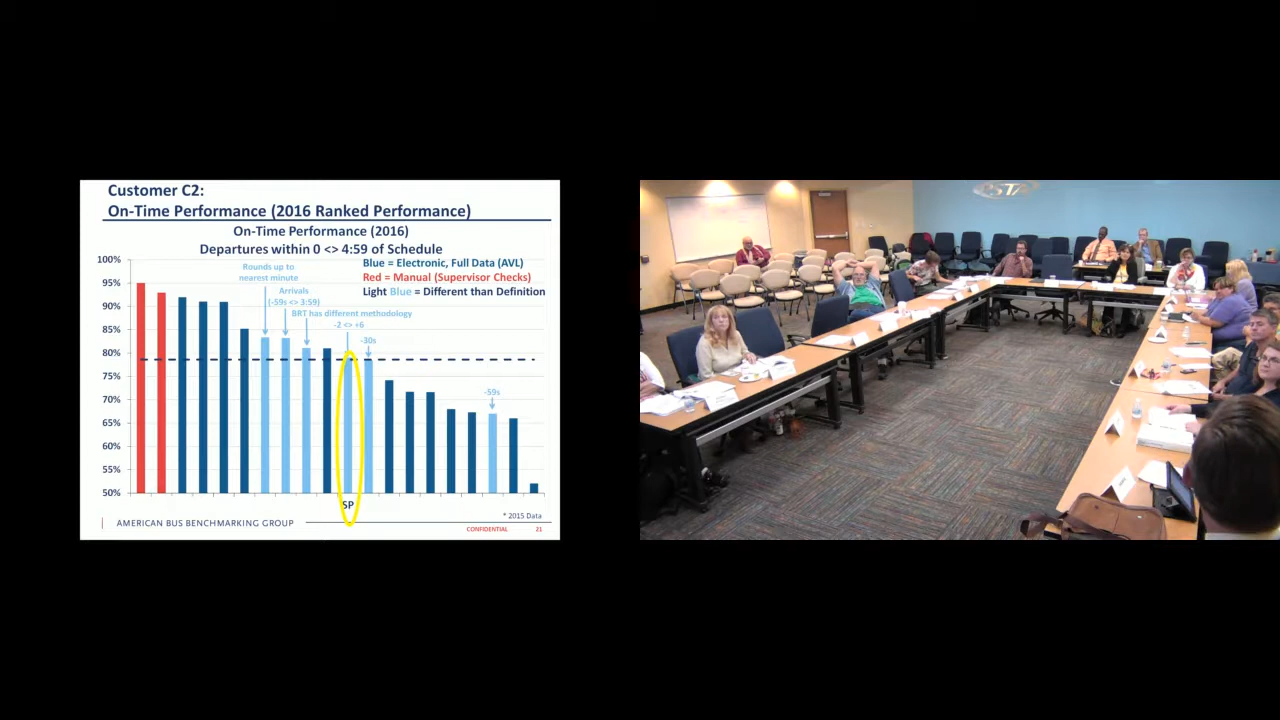 Customer C2:
On-Time Performance (2016 Ranked Performance)
On-Time Performance (2016)
Departures within 0 <> 4:59 of Schedule
Blue = Electronic, Full Data (AVL)
Red = Manual (Supervisor Checks)
Light Blue = Different than Definition
Rounds up to
nearest minute
Arrivals
(-59s <> 3:59)
BRT has different methodology
-2 <> +6
-30s
-59s
100%
95%
90%
85%
80%
75%
70%
65%
60%
55%
50%
SP
* 2015 Data
AMERICAN BUS BENCHMARKING GROUP
CONFIDENTIAL
21
PSTA